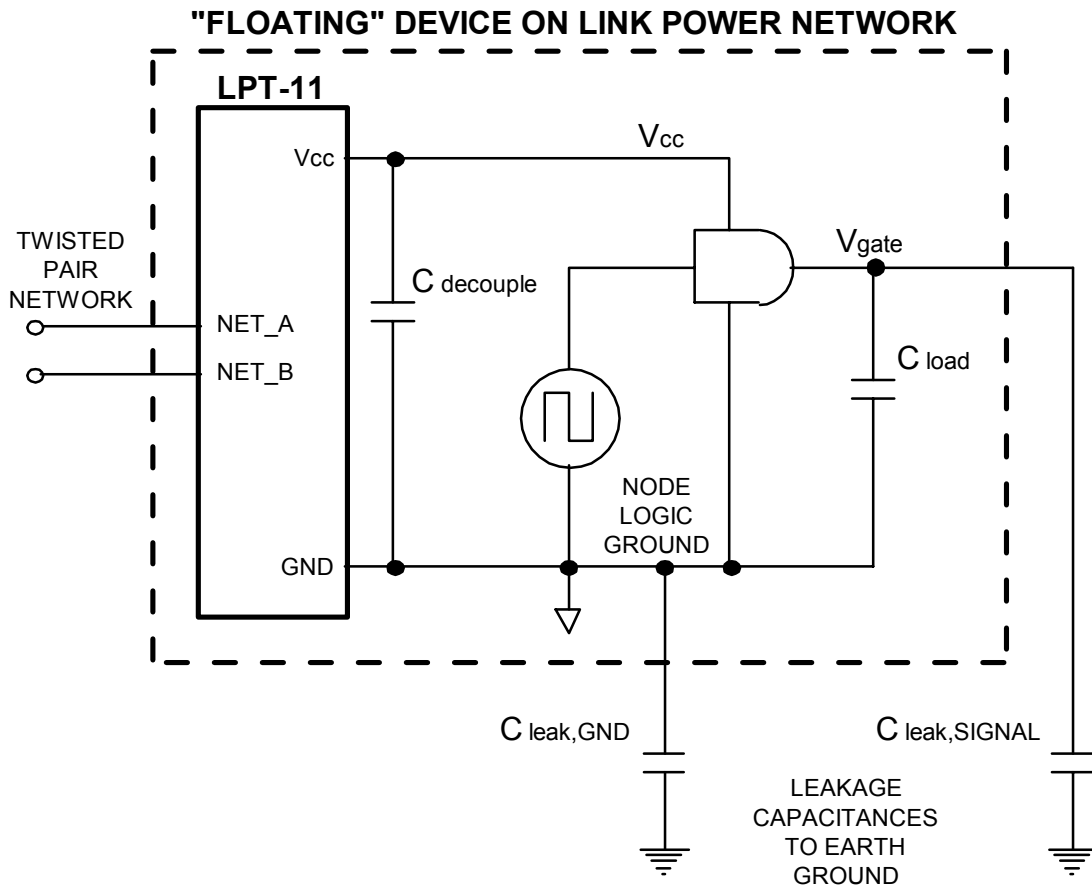 "FLOATING" DEVICE ON LINK POWER NETWORK
LPT-11
Vcc
Vcc
TWISTED
PAIR
NETWORK
Vgate
C decouple
NET_A
NET_B
C load
NODE
LOGIC
GROUND
GND
C leak,GND
C leak,SIGNAL
LEAKAGE
CAPACITANCES
TO EARTH
GROUND